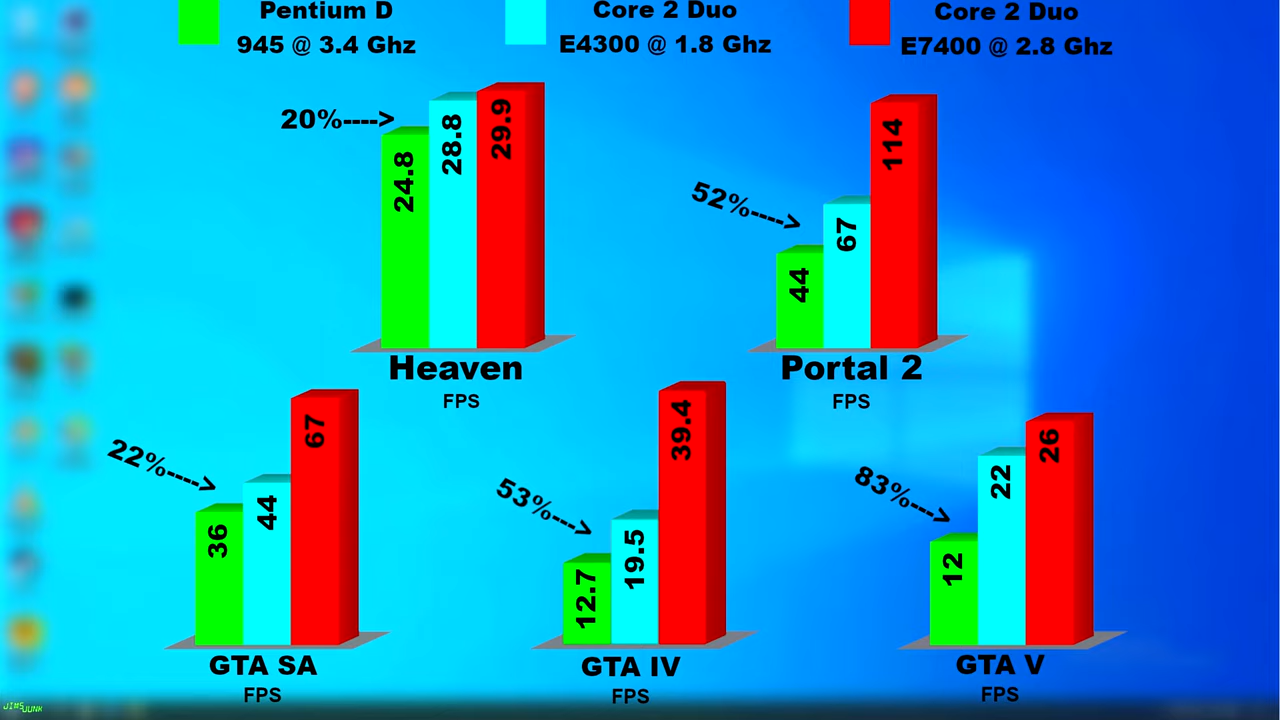 Pentium D
945 @ 3.4 Ghz
Core 2 Duo
E4300 @ 1.8 Ghz
Core 2 Duo
E7400 @ 2.8 Ghz
20%---->
24.8
28.8
29.9
Heaven
FPS
52%---->
44
67
114
Portal 2
FPS
22%---->
36
44
67
GTA SA
FPS
53%---->
12.7
19.5
39.4
GTA IV
FPS
83%---->
12
22
26
GTA V
FPS
JIMS JUNK